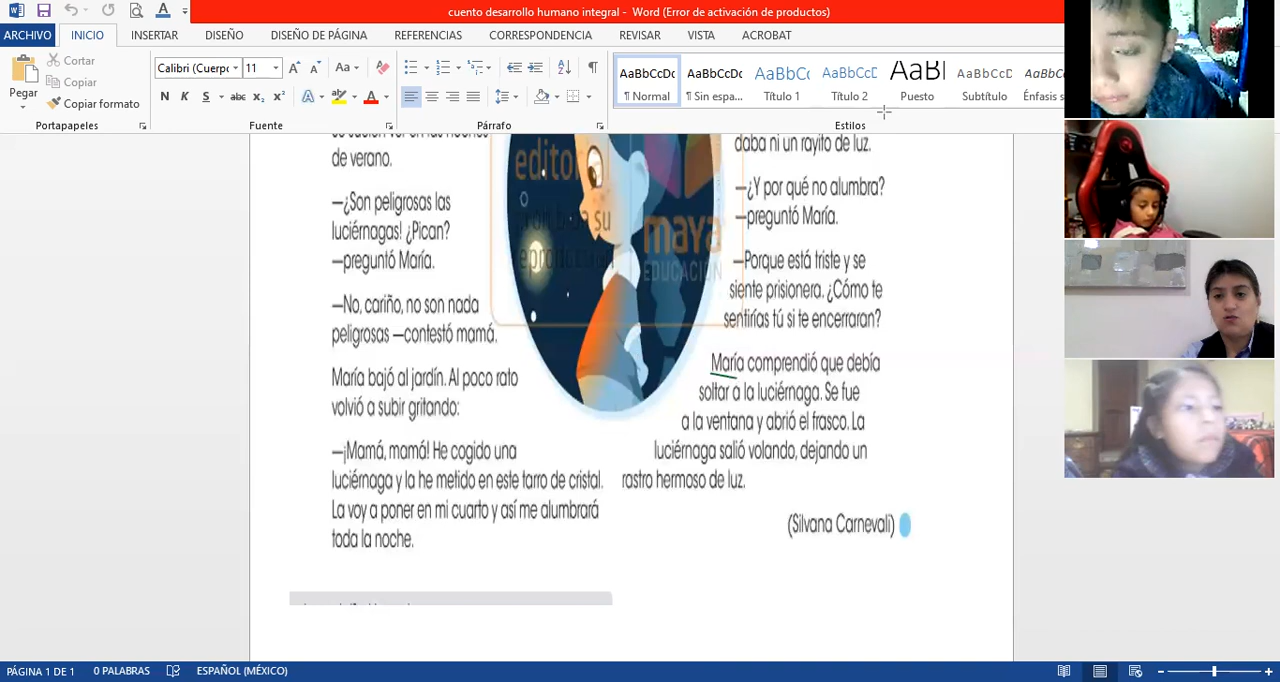 cuento desarrollo humano integral - Word (Error de activación de productos)
ARCHIVO INICIO INSERTAR DISEÑO DISEÑO DE PÁGINA REFERENCIAS CORRESPONDENCIA REVISAR VISTA ACROBAT
Pegar
Cortar
Copiar
Copiar formato
Portapapeles
Calibri (Cuerpo 11
Fuente
Párrafo
AaBbCcDc AaBbCcDc AaBbCc AaBbCcD AaBl AaBbCcD AaBbCc
¶ Normal ¶ Sin espa... Título 1 Título 2 Puesto Subtítulo Énfasis s
Estilos
de verano.
—¿Son peligrosas las
luciérnagas! ¿Pican?
—preguntó María.
—No, cariño, no son nada
peligrosas —contestó mamá.
María bajó al jardín. Al poco rato
volvió a subir gritando:
—¡Mamá, mamá! He cogido una
luciérnaga y la he metido en este tarro de cristal.
La voy a poner en mi cuarto y así me alumbrará
toda la noche.
maya
EDUCACIÓN
daba ni un rayito de luz.
—¿Y por qué no alumbra?
—preguntó María.
—Porque está triste y se
siente prisionera. ¿Cómo te
sentirías tú si te encerraran?
María comprendió que debía
soltar a la luciérnaga. Se fue
a la ventana y abrió el frasco. La
luciérnaga salió volando, dejando un
rastro hermoso de luz.
(Silvana Carnevali)
PÁGINA 1 DE 1 0 PALABRAS ESPAÑOL (MÉXICO)